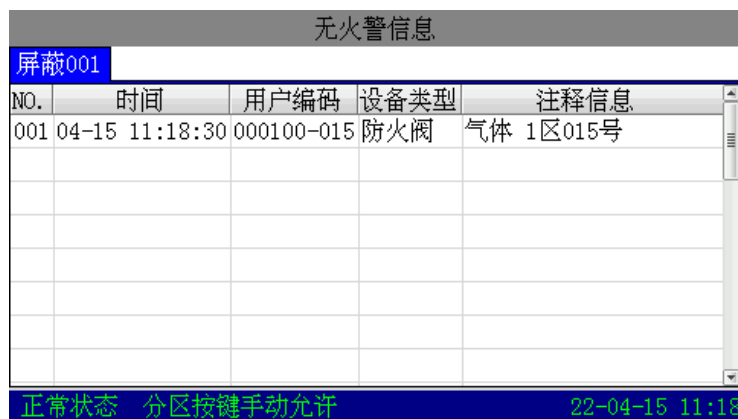 无火警信息
屏蔽001
NO. 时间 用户编码 设备类型 注释信息
001 04-15 11:18:30 000100-015 防火阀 气体 1区015号
正常状态 分区按键手动允许 22-04-15 11:18